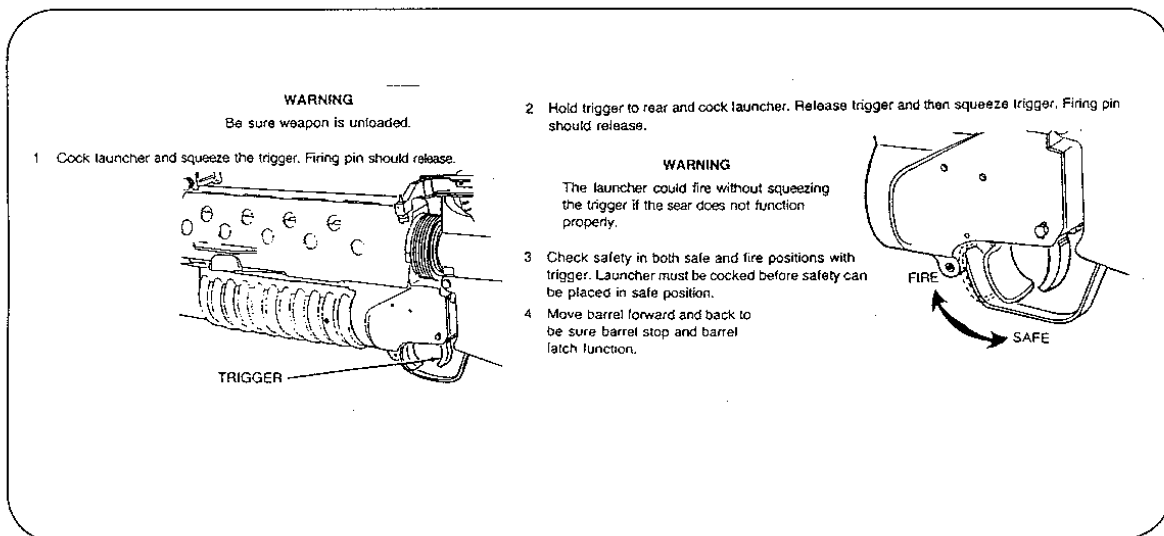 WARNING
Be sure weapon is unloaded.
1 Cock launcher and squeeze the trigger. Firing pin should release.
TRIGGER
2 Hold trigger to rear and cock launcher. Release trigger and then squeeze trigger. Firing pin
should release.
WARNING
The launcher could fire without squeezing
the trigger if the sear does not function
properly.
3 Check safety in both safe and fire positions with
trigger. Launcher must be cocked before safety can
be placed in safe position.
4 Move barrel forward and back to
be sure barrel stop and barrel
latch function.
FIRE
SAFE